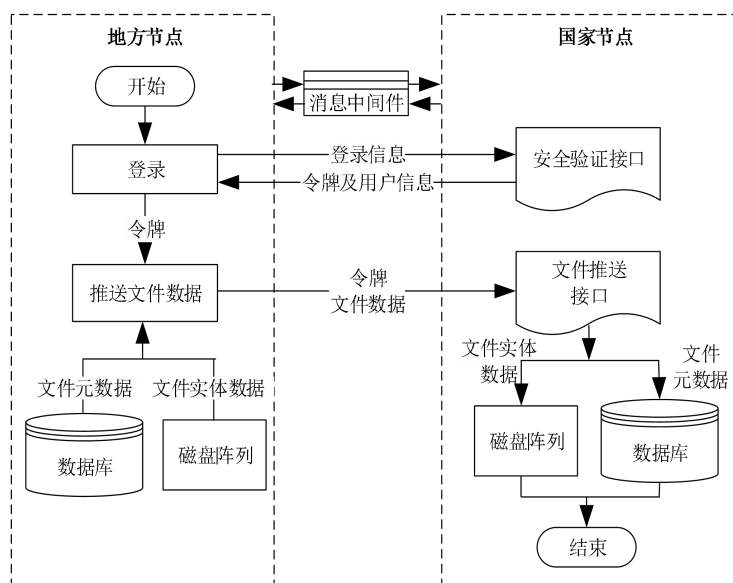 地方节点
国家节点
开始
消息中间件
登录
登录信息
令牌及用户信息
安全验证接口
令牌
推送文件数据
令牌
文件数据
文件推送
接口
文件元数据
文件实体数据
文件实体
数据
文件
元数据
数据库
磁盘阵列
磁盘阵列
数据库
结束